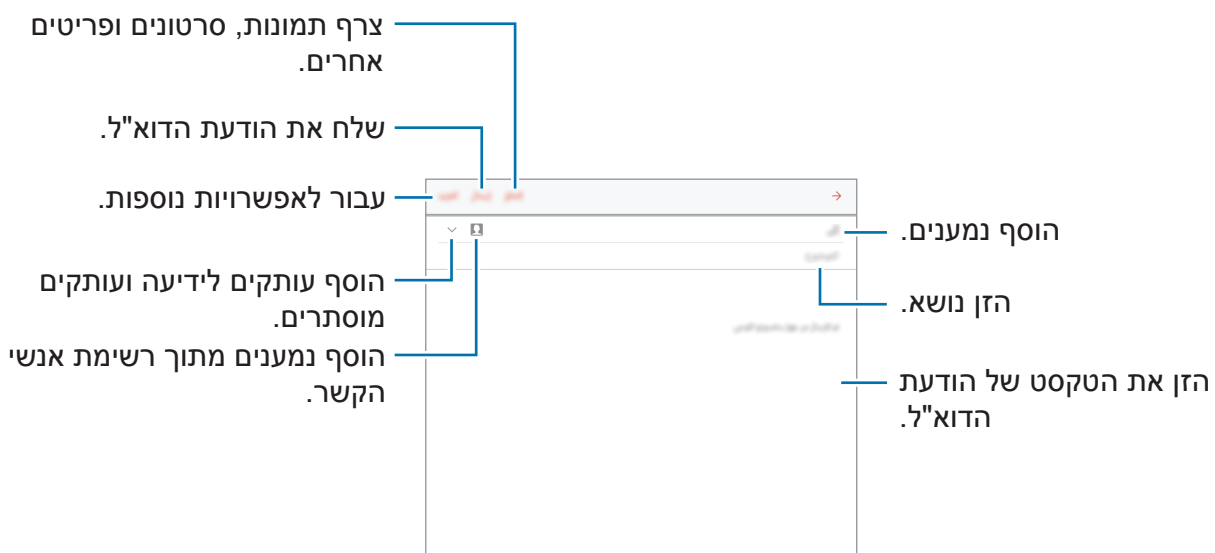 צרף תמונות, סרטונים ופריטים
אחרים.
שלח את הודעת הדוא"ל.
עבור לאפשרויות נוספות.
הוסף נמענים.
הוסף עותקים לידיעה ועותקים
מוסתרים.
הזן נושא.
הוסף נמענים מתוך רשימת אנשי
הקשר.
הזן את הטקסט של הודעת
הדוא"ל.